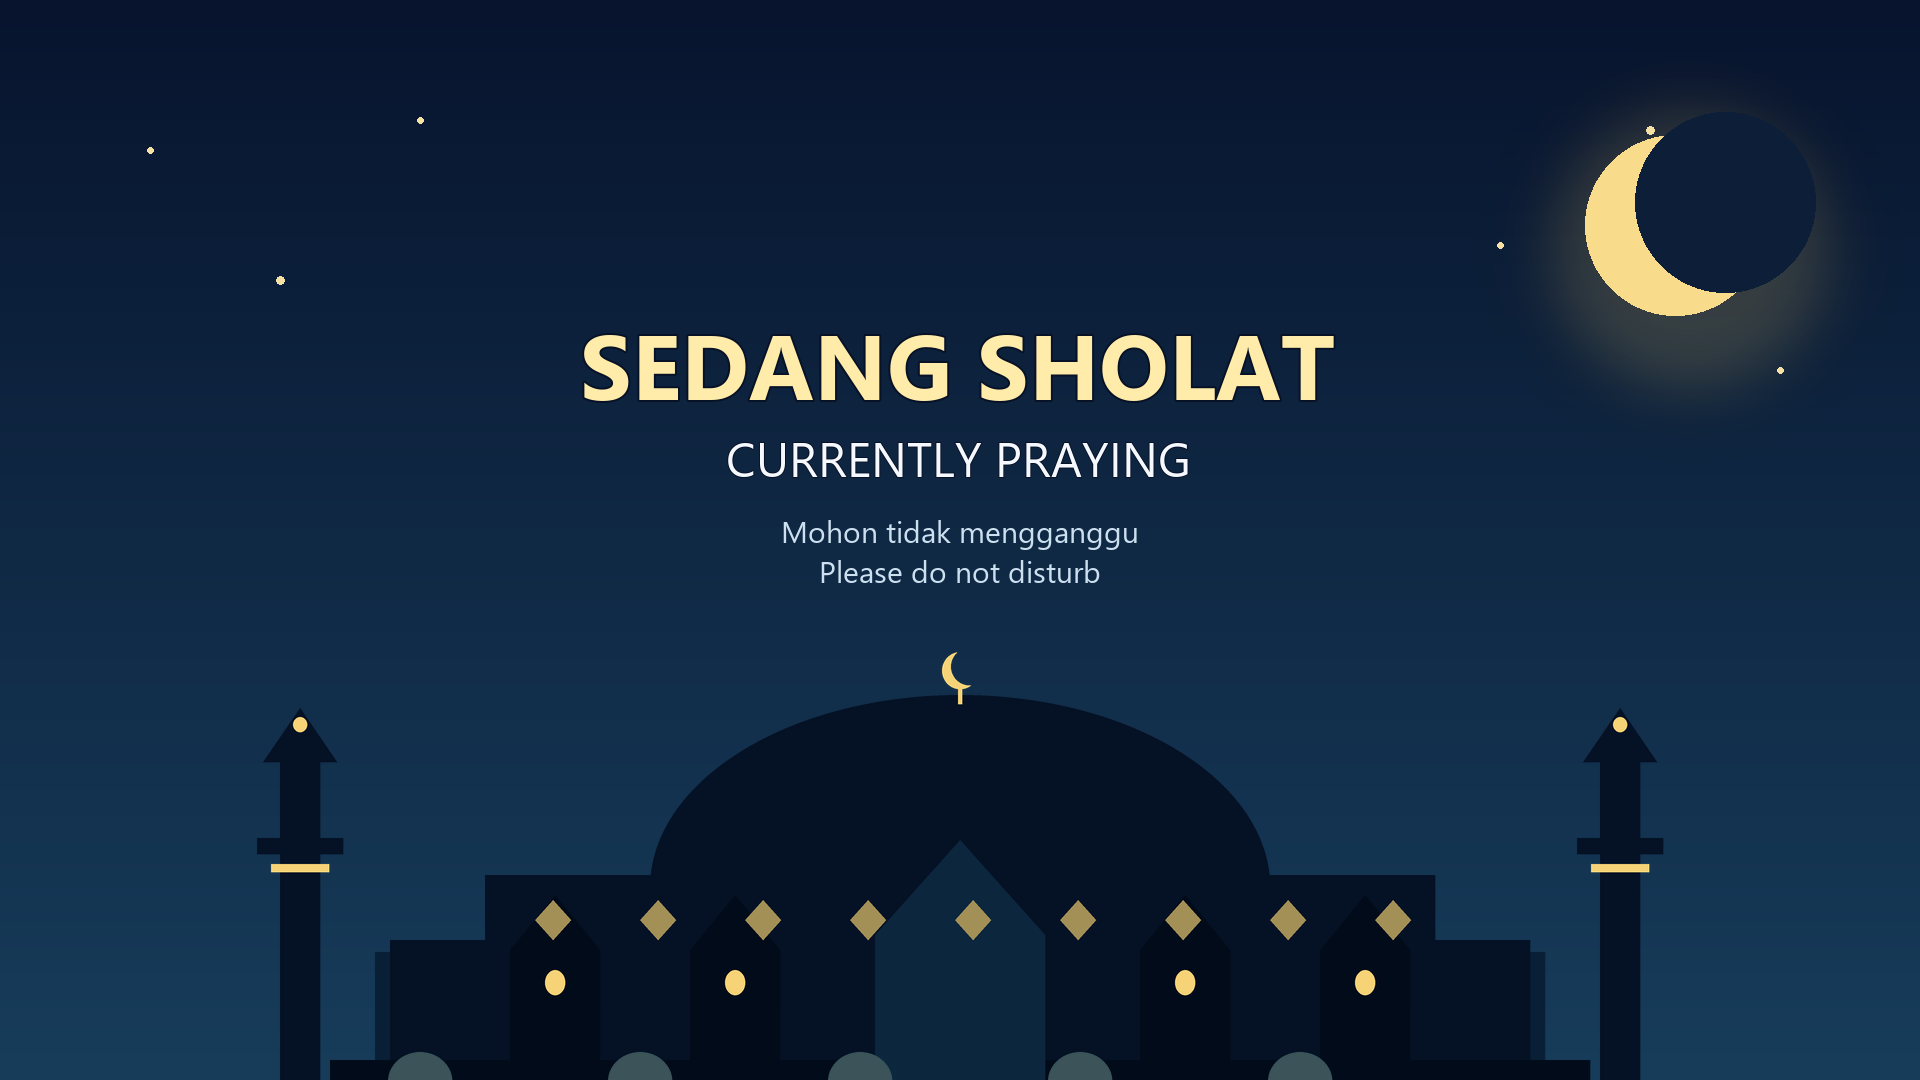 SEDANG SHOLAT
CURRENTLY PRAYING
Mohon tidak mengganggu
Please do not disturb